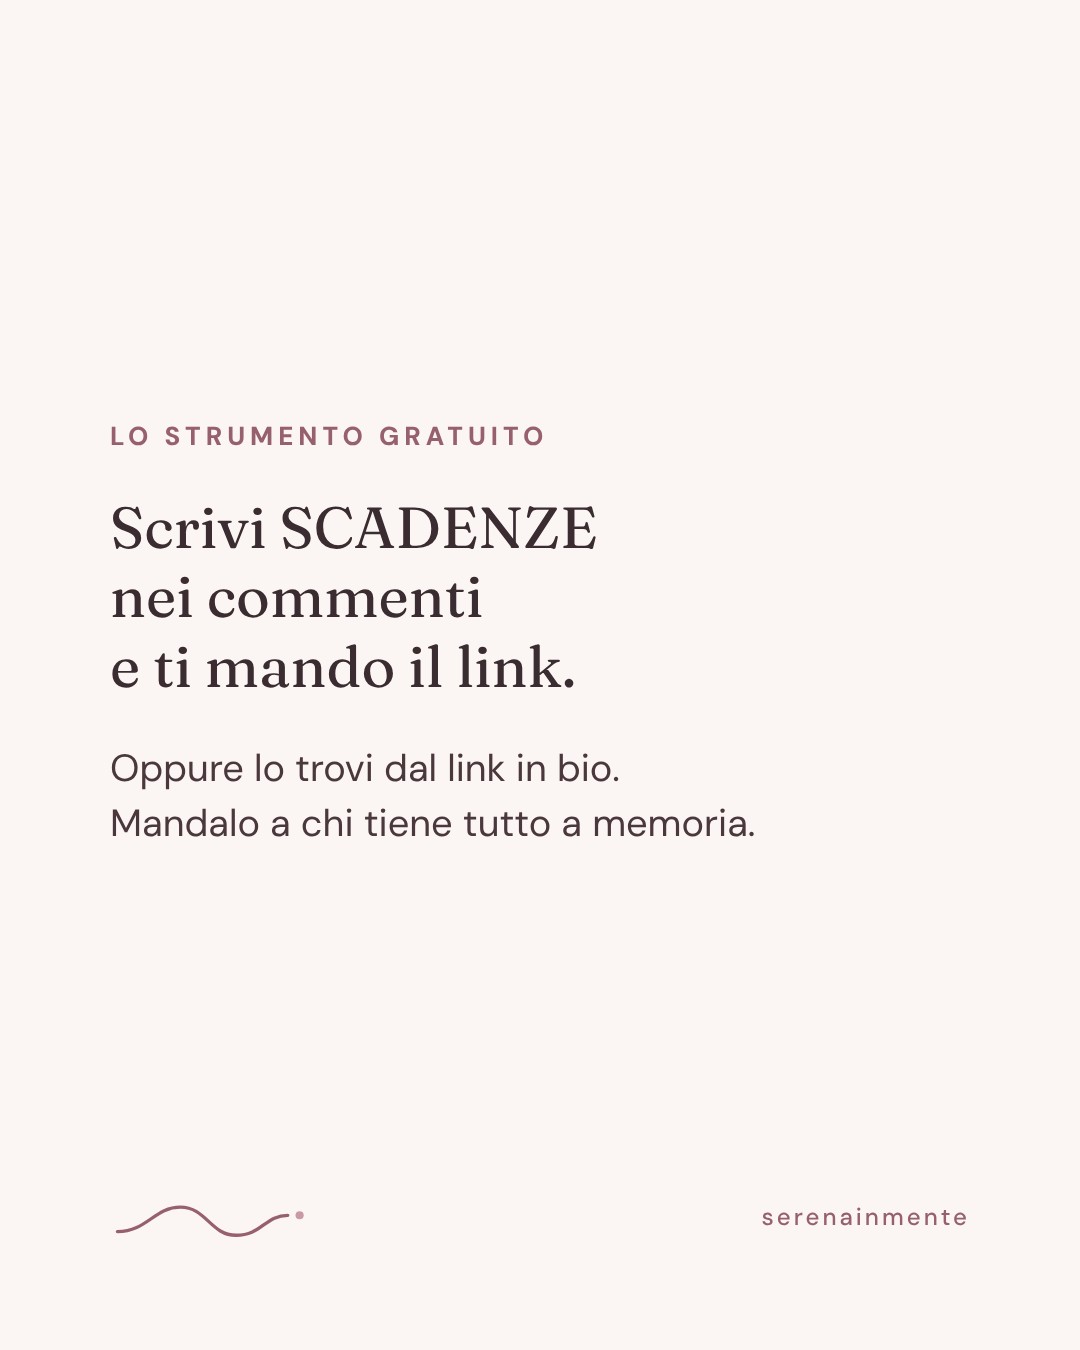 LO STRUMENTO GRATUITO
Scrivi SCADENZE
nei commenti
e ti mando il link.
Oppure lo trovi dal link in bio.
Mandalo a chi tiene tutto a memoria.
serenainmente